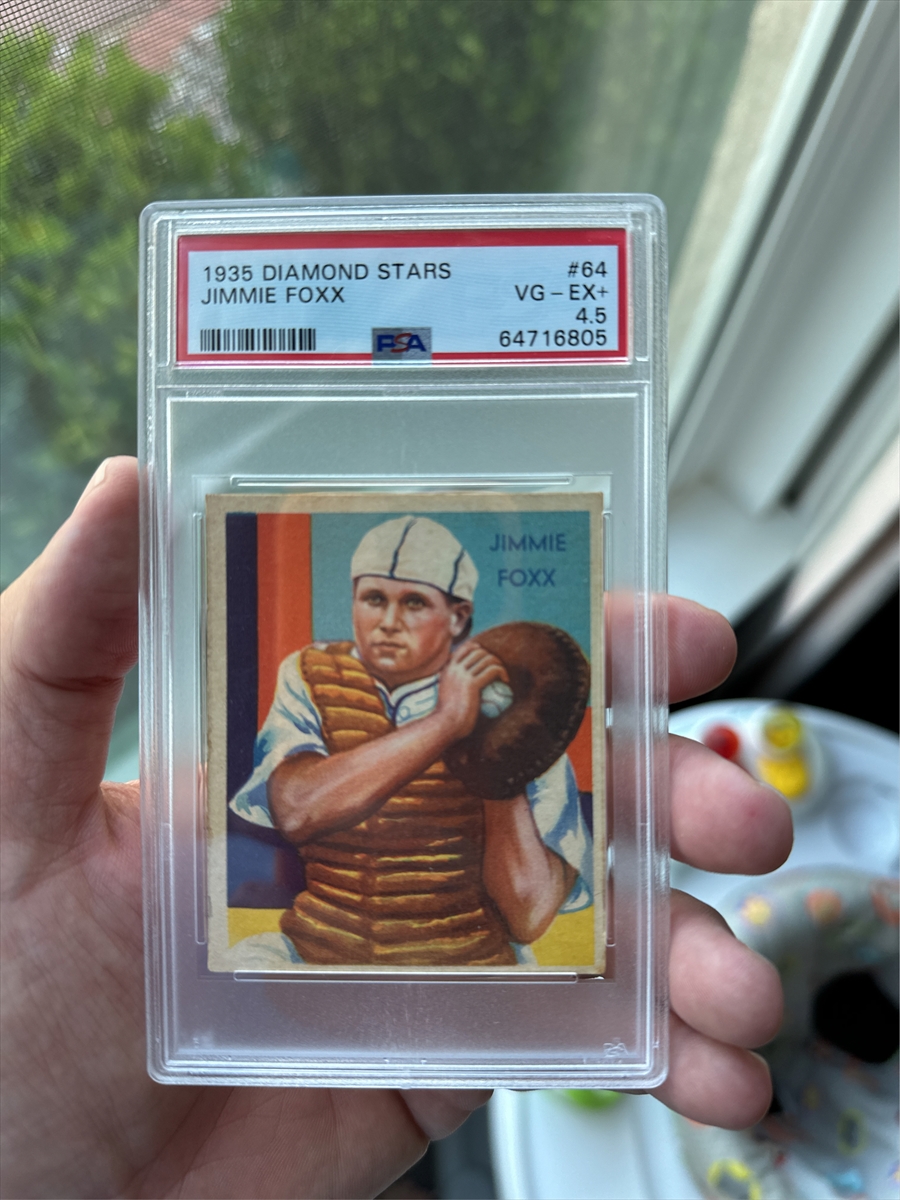 1935 DIAMOND STARS #64
JIMMIE FOXX VG – EX+
4.5
PSA 64716805
JIMMIE
FOXX